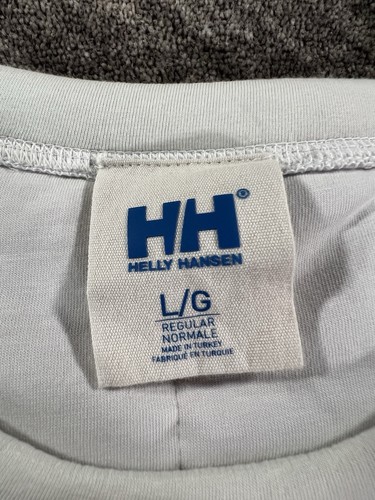 HH®
HELLY HANSEN
L/G
REGULAR
NORMALE
MADE IN TURKEY
FABRIQUÉ EN TURQUIE